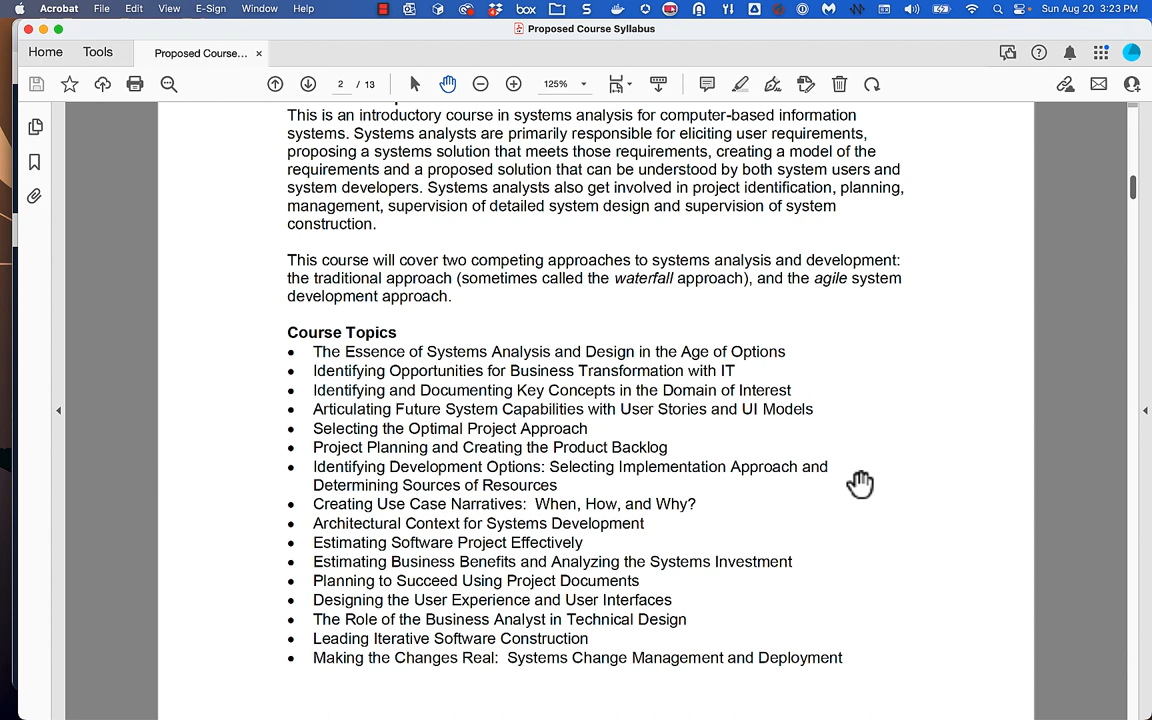 Acrobat File Edit View E-Sign Window Help box Sun Aug 20 3:23 PM
Proposed Course Syllabus
Home Tools Proposed Course... ×
2 / 13 125%
This is an introductory course in systems analysis for computer-based information
systems. Systems analysts are primarily responsible for eliciting user requirements,
proposing a systems solution that meets those requirements, creating a model of the
requirements and a proposed solution that can be understood by both system users and
system developers. Systems analysts also get involved in project identification, planning,
management, supervision of detailed system design and supervision of system
construction.
This course will cover two competing approaches to systems analysis and development:
the traditional approach (sometimes called the waterfall approach), and the agile system
development approach.
Course Topics
• The Essence of Systems Analysis and Design in the Age of Options
• Identifying Opportunities for Business Transformation with IT
• Identifying and Documenting Key Concepts in the Domain of Interest
• Articulating Future System Capabilities with User Stories and UI Models
• Selecting the Optimal Project Approach
• Project Planning and Creating the Product Backlog
• Identifying Development Options: Selecting Implementation Approach and
Determining Sources of Resources
• Creating Use Case Narratives: When, How, and Why?
• Architectural Context for Systems Development
• Estimating Software Project Effectively
• Estimating Business Benefits and Analyzing the Systems Investment
• Planning to Succeed Using Project Documents
• Designing the User Experience and User Interfaces
• The Role of the Business Analyst in Technical Design
• Leading Iterative Software Construction
• Making the Changes Real: Systems Change Management and Deployment